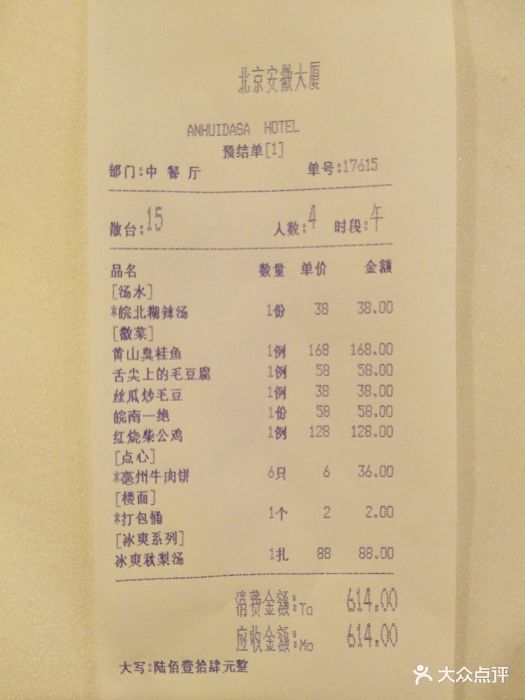 北京安徽大厦
ANHUIDASA HOTEL
预结单[1]
部门:中 餐 厅 单号:17615
散台:15 人数:4 时段:午
品名 数量 单价 金额
[汤水]
*皖北糊辣汤 1份 38 38.00
[徽菜]
黄山臭桂鱼 1例 168 168.00
舌尖上的毛豆腐 1例 58 58.00
丝瓜炒毛豆 1例 38 38.00
皖南一绝 1份 58 58.00
红烧柴公鸡 1例 128 128.00
[点心]
*亳州牛肉饼 6只 6 36.00
[楼面]
*打包桶 1个 2 2.00
[冰爽系列]
冰爽秋梨汤 1扎 88 88.00
消费金额:To 614.00
应收金额:Mo 614.00
大写:陆佰壹拾肆元整
大众点评